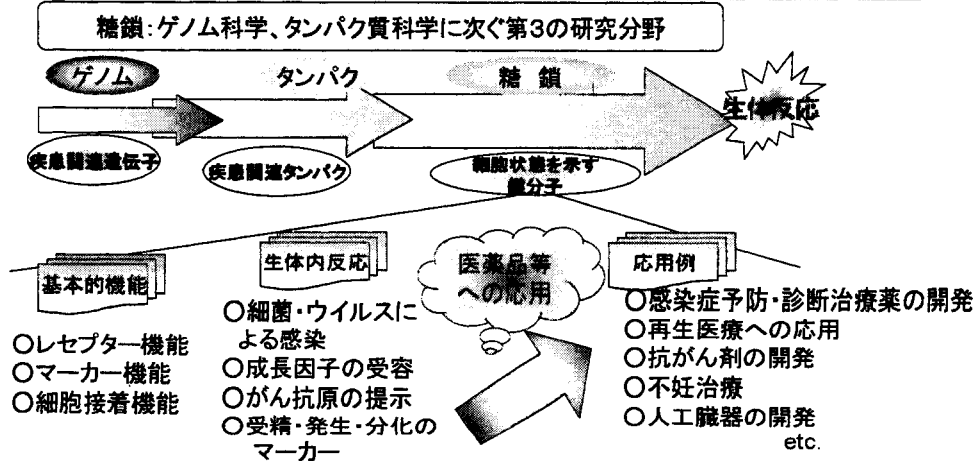 糖鎖：ゲノム科学、タンパク質科学に次ぐ第3の研究分野
ゲノム
タンパク
糖 鎖
生体反応
疾患関連遺伝子
疾患関連タンパク
細胞状態を示す
鍵分子
基本的機能
○レセプター機能
○マーカー機能
○細胞接着機能
生体内反応
○細菌・ウイルスに
よる感染
○成長因子の受容
○がん抗原の提示
○受精・発生・分化の
マーカー
医薬品等
への応用
応用例
○感染症予防・診断治療薬の開発
○再生医療への応用
○抗がん剤の開発
○不妊治療
○人工臓器の開発
etc.